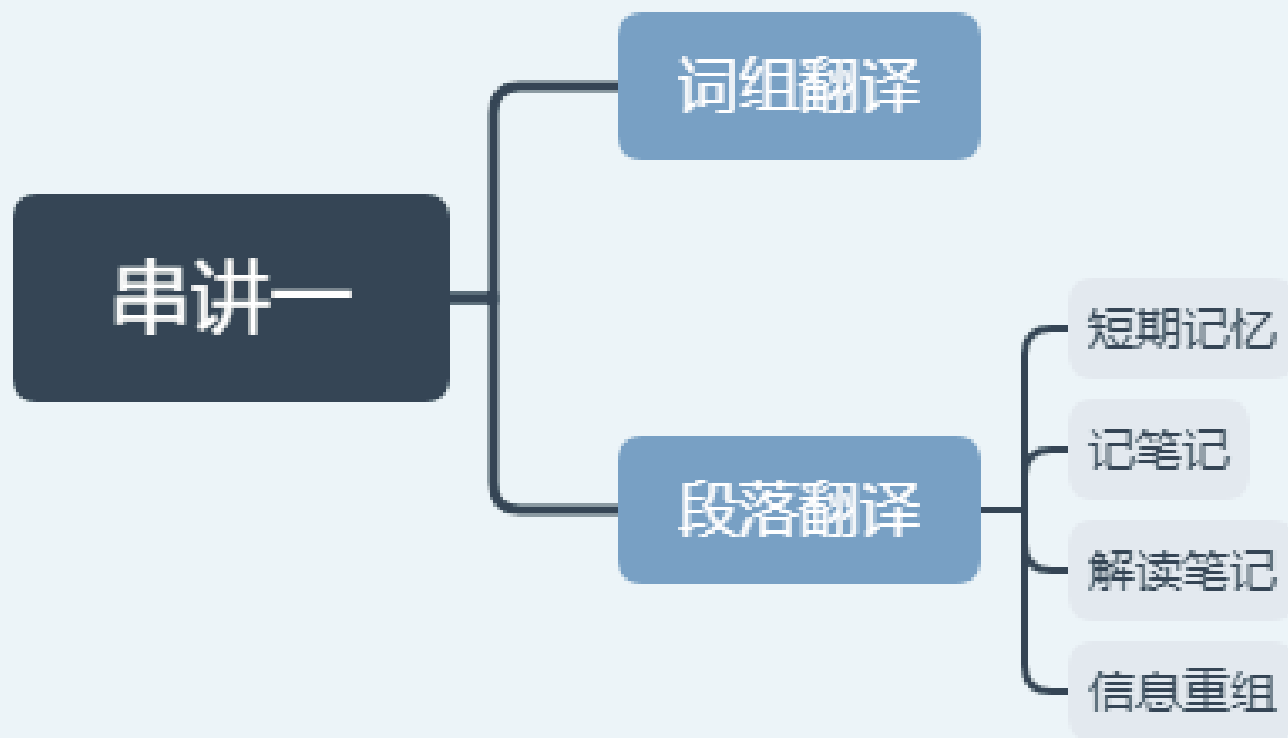 串讲一
词组翻译
段落翻译
短期记忆
记笔记
解读笔记
信息重组